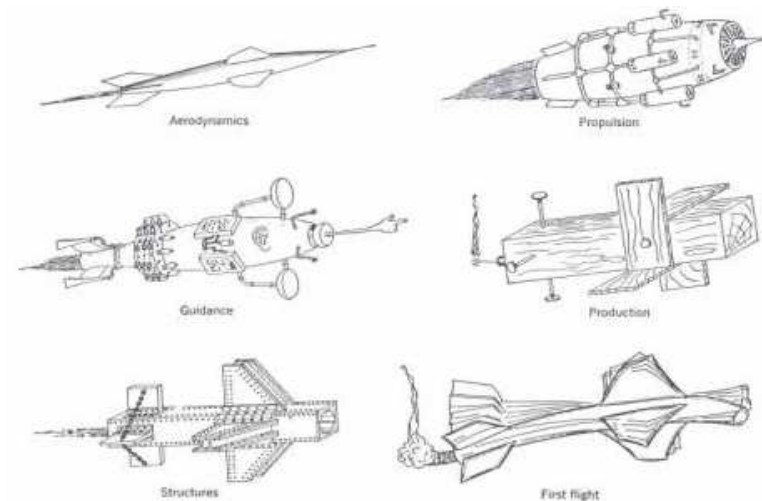 Aerodynamics
Propulsion
Guidance
Production
Structures
First flight